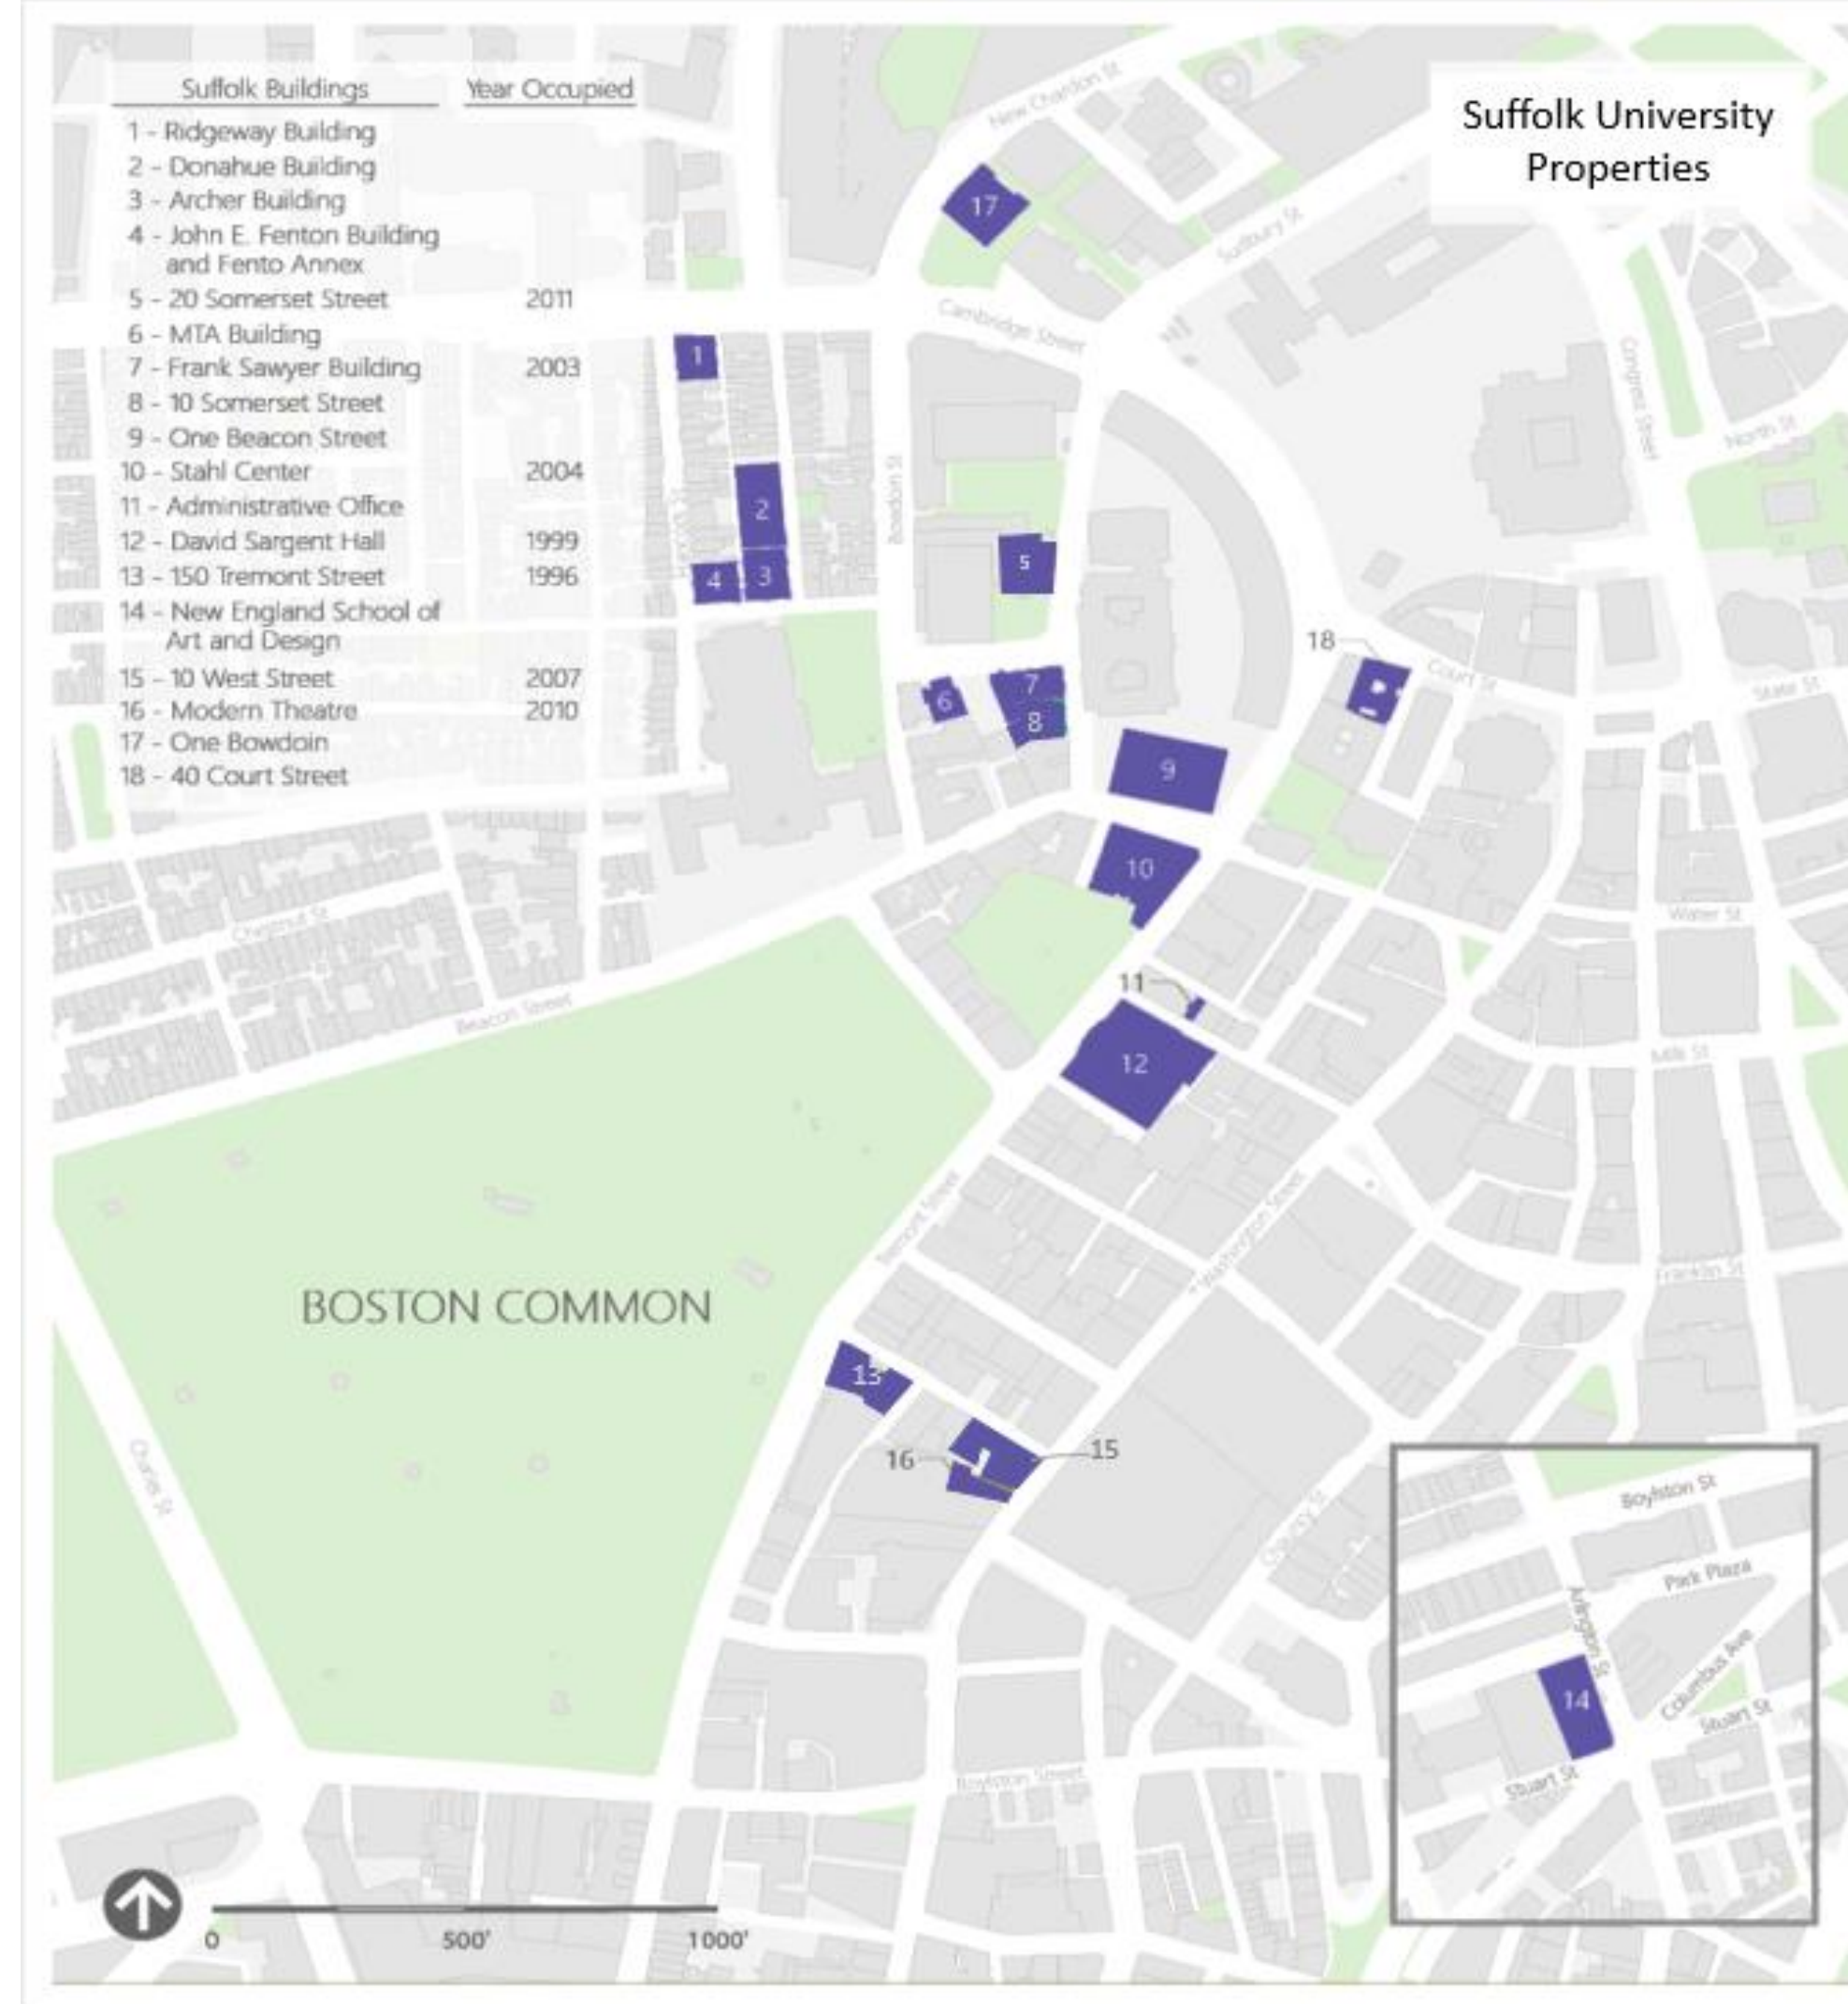 Suffolk University
Properties
Suffolk Buildings Year Occupied
1 - Ridgeway Building
2 - Donahue Building
3 - Archer Building
4 - John E. Fenton Building
and Fento Annex
5 - 20 Somerset Street 2011
6 - MTA Building
7 - Frank Sawyer Building 2003
8 - 10 Somerset Street
9 - One Beacon Street
10 - Stahl Center 2004
11 - Administrative Office
12 - David Sargent Hall 1999
13 - 150 Tremont Street 1996
14 - New England School of
Art and Design
15 - 10 West Street 2007
16 - Modern Theatre 2010
17 - One Bowdoin
18 - 40 Court Street
New Chardon St
17
Sudbury St
Cambridge Street
Congress Street
North St
1
Bowdoin St
2
5
4
3
18
Court St
State St
6
7
8
9
10
Water St
Chestnut St
Beacon Street
11
12
Milk St
Tremont Street
Washington Street
Franklin St
BOSTON COMMON
13
16
15
Charles St
Chauncy St
Boylston St
Park Plaza
Arlington St
Columbus Ave
14
Stuart St
Stuart St
Boylston Street
0 500' 1000'